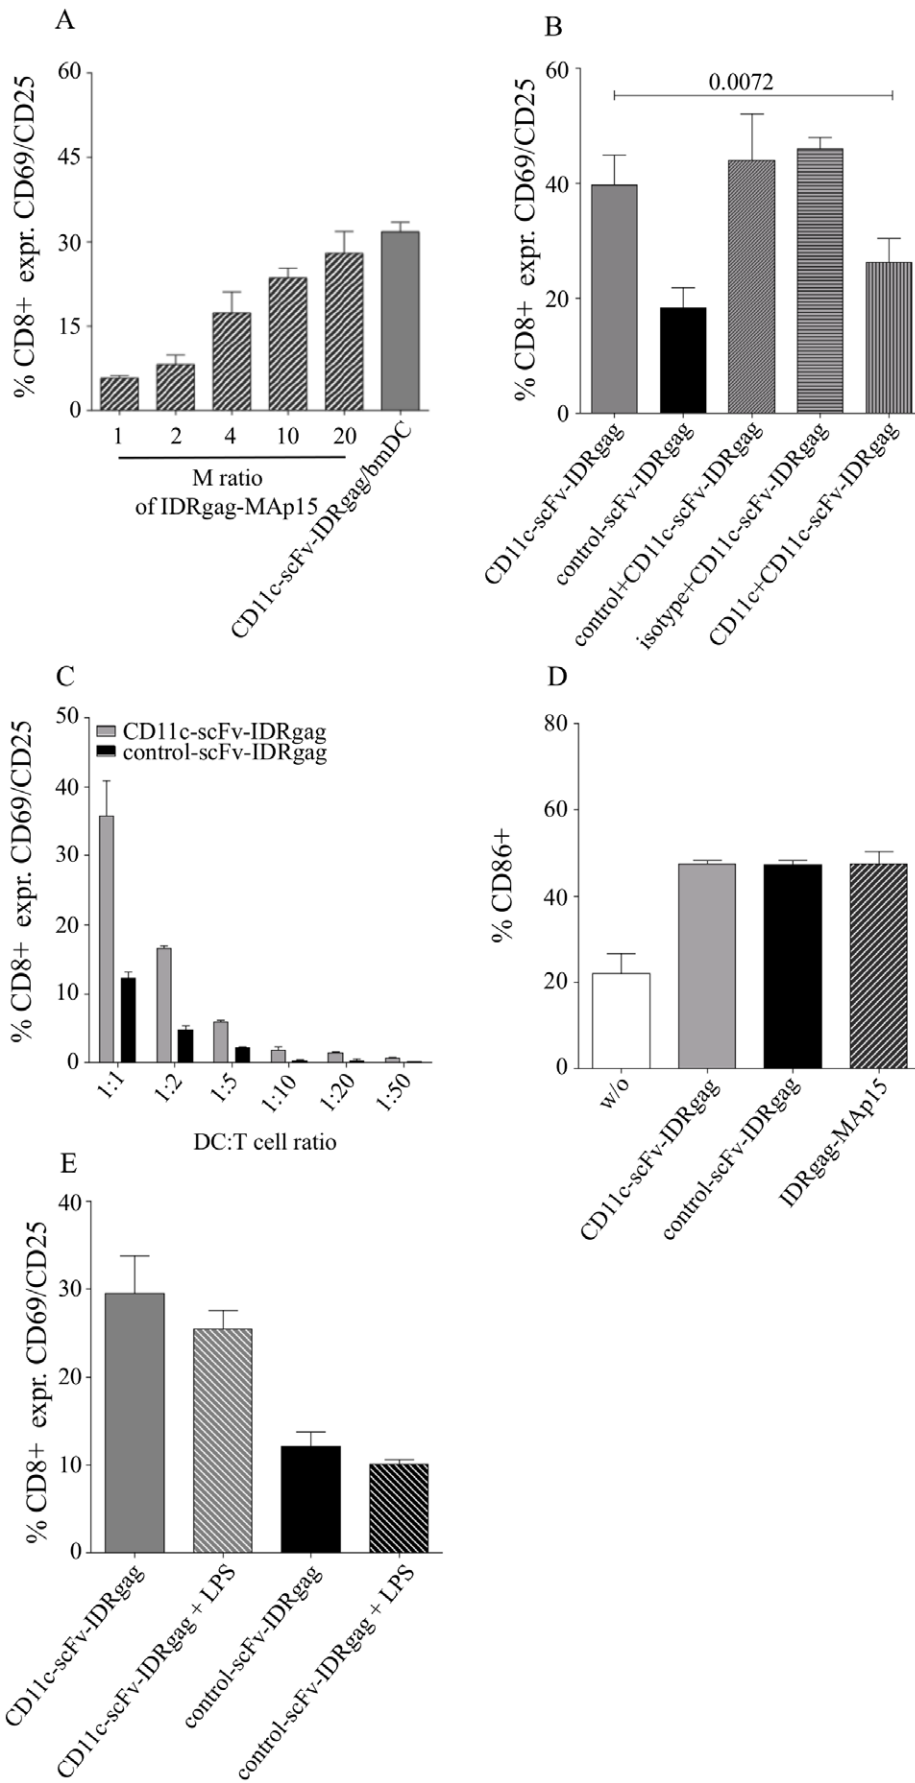 A
% CD8+ expr. CD69/CD25
60
45
30
15
0
1 2 4 10 20
M ratio
of IDRgag-MAp15
CD11c-scFv-IDRgag/bmDC
B
% CD8+ expr. CD69/CD25
60
40
20
0
0.0072
CD11c-scFv-IDRgag
control-scFv-IDRgag
control+CD11c-scFv-IDRgag
isotype+CD11c-scFv-IDRgag
CD11c+CD11c-scFv-IDRgag
C
% CD8+ expr. CD69/CD25
50
40
30
20
10
0
CD11c-scFv-IDRgag
control-scFv-IDRgag
1:1 1:2 1:5 1:10 1:20 1:50
DC:T cell ratio
D
% CD86+
80
60
40
20
0
w/o
CD11c-scFv-IDRgag
control-scFv-IDRgag
IDRgag-MAp15
E
% CD8+ expr. CD69/CD25
40
30
20
10
0
CD11c-scFv-IDRgag
CD11c-scFv-IDRgag + LPS
control-scFv-IDRgag
control-scFv-IDRgag + LPS